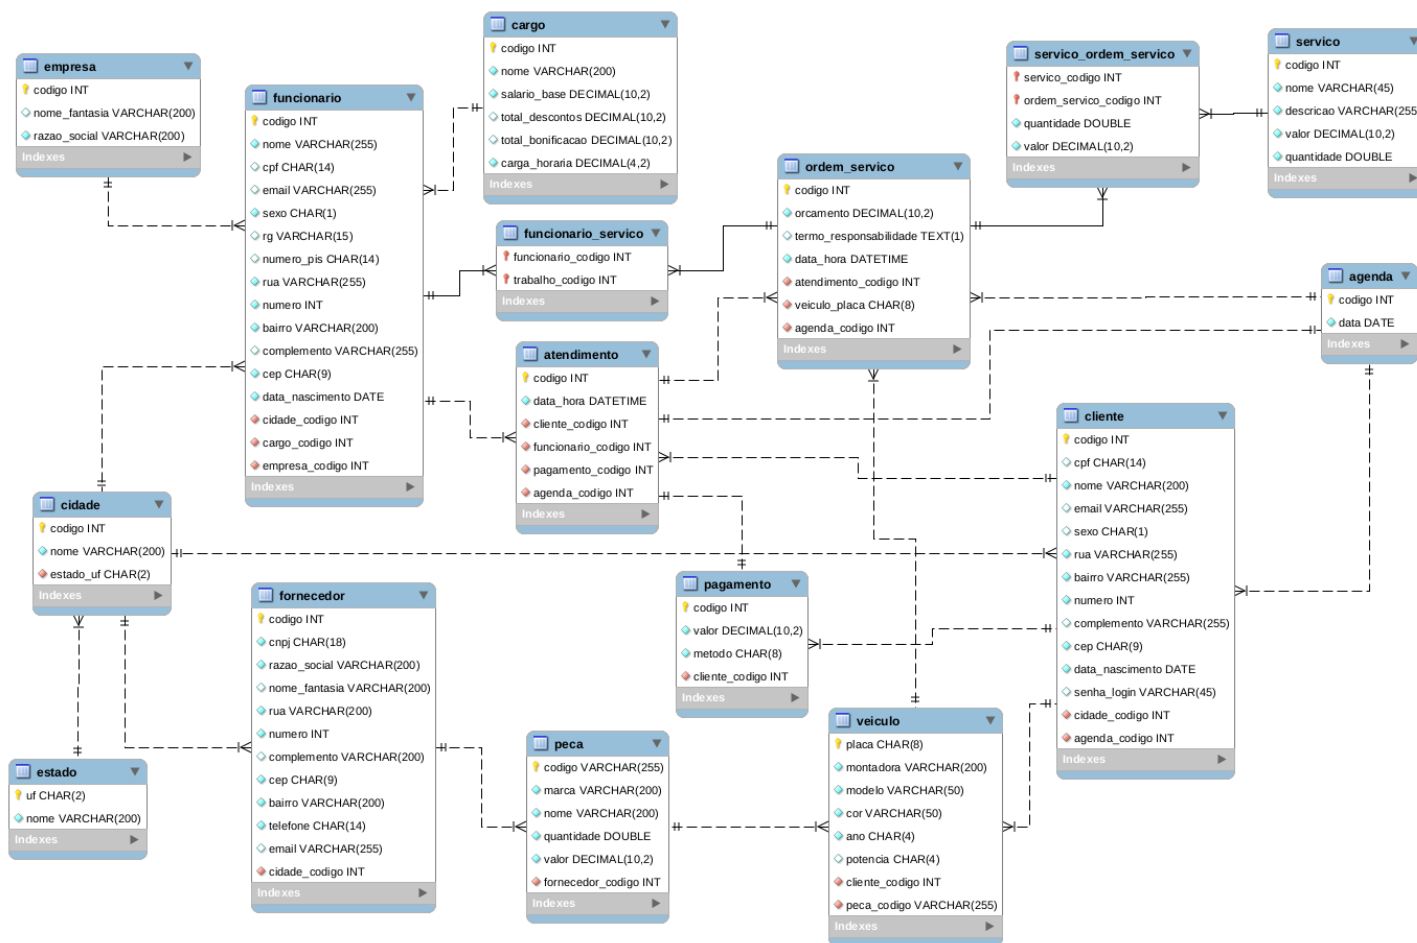 empresa
codigo INT
nome_fantasia VARCHAR(200)
razao_social VARCHAR(200)
Indexes
funcionario
codigo INT
nome VARCHAR(255)
cpf CHAR(14)
email VARCHAR(255)
sexo CHAR(1)
rg VARCHAR(15)
numero_pis CHAR(14)
rua VARCHAR(255)
numero INT
bairro VARCHAR(200)
complemento VARCHAR(255)
cep CHAR(9)
data_nascimento DATE
cidade_codigo INT
cargo_codigo INT
empresa_codigo INT
Indexes
cargo
codigo INT
nome VARCHAR(200)
salario_base DECIMAL(10,2)
total_descontos DECIMAL(10,2)
total_bonificacao DECIMAL(10,2)
carga_horaria DECIMAL(4,2)
Indexes
funcionario_servico
funcionario_codigo INT
trabalho_codigo INT
Indexes
ordem_servico
codigo INT
orcamento DECIMAL(10,2)
termo_responsabilidade TEXT(1)
data_hora DATETIME
atendimento_codigo INT
veiculo_placa CHAR(8)
agenda_codigo INT
Indexes
servico_ordem_servico
servico_codigo INT
ordem_servico_codigo INT
quantidade DOUBLE
valor DECIMAL(10,2)
Indexes
servico
codigo INT
nome VARCHAR(45)
descricao VARCHAR(255
valor DECIMAL(10,2)
quantidade DOUBLE
Indexes
agenda
codigo INT
data DATE
Indexes
atendimento
codigo INT
data_hora DATETIME
cliente_codigo INT
funcionario_codigo INT
pagamento_codigo INT
agenda_codigo INT
Indexes
cliente
codigo INT
cpf CHAR(14)
nome VARCHAR(200)
email VARCHAR(255)
sexo CHAR(1)
rua VARCHAR(255)
bairro VARCHAR(255)
numero INT
complemento VARCHAR(255)
cep CHAR(9)
data_nascimento DATE
senha_login VARCHAR(45)
cidade_codigo INT
agenda_codigo INT
Indexes
cidade
codigo INT
nome VARCHAR(200)
estado_uf CHAR(2)
Indexes
fornecedor
codigo INT
cnpj CHAR(18)
razao_social VARCHAR(200)
nome_fantasia VARCHAR(200)
rua VARCHAR(200)
numero INT
complemento VARCHAR(200)
cep CHAR(9)
bairro VARCHAR(200)
telefone CHAR(14)
email VARCHAR(255)
cidade_codigo INT
Indexes
pagamento
codigo INT
valor DECIMAL(10,2)
metodo CHAR(8)
cliente_codigo INT
Indexes
estado
uf CHAR(2)
nome VARCHAR(200)
Indexes
peca
codigo VARCHAR(255)
marca VARCHAR(200)
nome VARCHAR(200)
quantidade DOUBLE
valor DECIMAL(10,2)
fornecedor_codigo INT
Indexes
veiculo
placa CHAR(8)
montadora VARCHAR(200)
modelo VARCHAR(50)
cor VARCHAR(50)
ano CHAR(4)
potencia CHAR(4)
cliente_codigo INT
peca_codigo VARCHAR(255)
Indexes